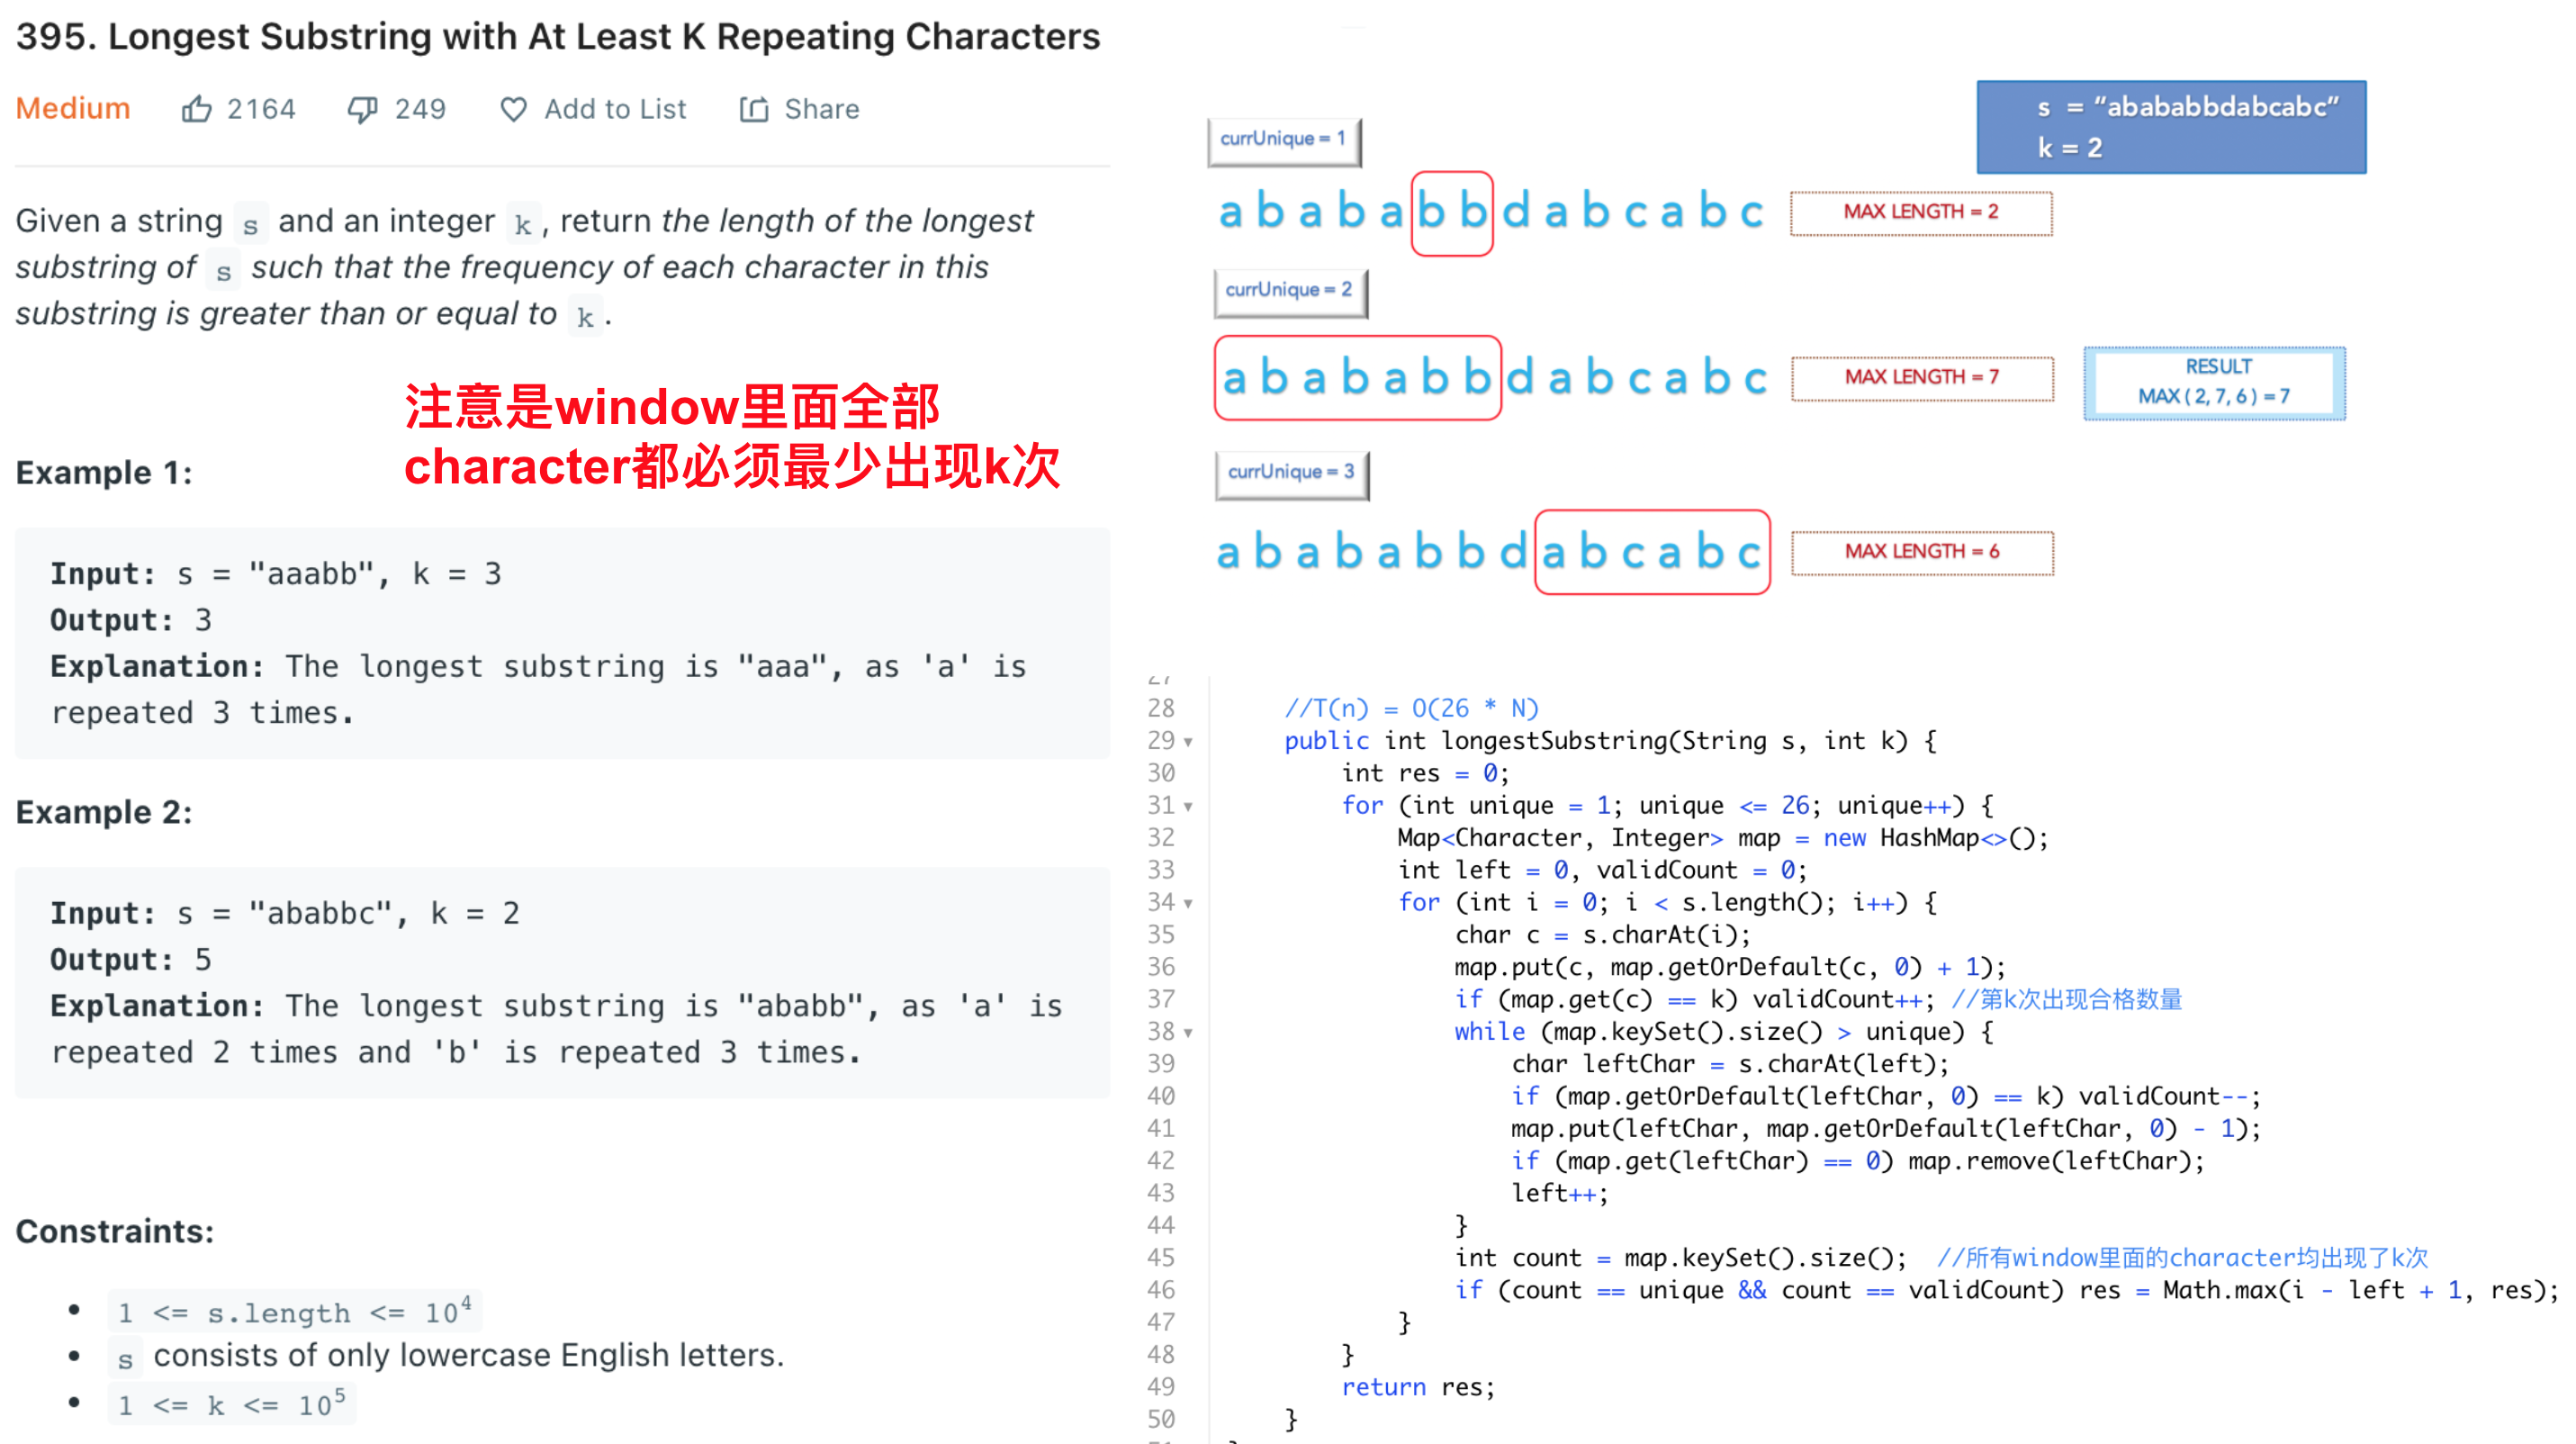 395. Longest Substring with At Least K Repeating Characters
Medium 2164 249 Add to List Share
Given a string s and an integer k, return the length of the longest
substring of s such that the frequency of each character in this
substring is greater than or equal to k.
注意是window里面全部
character都必须最少出现k次
Example 1:
Input: s = "aaabb", k = 3
Output: 3
Explanation: The longest substring is "aaa", as 'a' is
repeated 3 times.
Example 2:
Input: s = "ababbc", k = 2
Output: 5
Explanation: The longest substring is "ababb", as 'a' is
repeated 2 times and 'b' is repeated 3 times.
Constraints:
• 1 <= s.length <= 10^4
• s consists of only lowercase English letters.
• 1 <= k <= 10^5
s = “abababbdabcabc”
k = 2
currUnique = 1
a b a b a b b d a b c a b c
MAX LENGTH = 2
currUnique = 2
a b a b a b b d a b c a b c
MAX LENGTH = 7
RESULT
MAX ( 2, 7, 6 ) = 7
currUnique = 3
a b a b a b b d a b c a b c
MAX LENGTH = 6
27
28 //T(n) = O(26 * N)
29 public int longestSubstring(String s, int k) {
30 int res = 0;
31 for (int unique = 1; unique <= 26; unique++) {
32 Map<Character, Integer> map = new HashMap<>();
33 int left = 0, validCount = 0;
34 for (int i = 0; i < s.length(); i++) {
35 char c = s.charAt(i);
36 map.put(c, map.getOrDefault(c, 0) + 1);
37 if (map.get(c) == k) validCount++; //第k次出现合格数量
38 while (map.keySet().size() > unique) {
39 char leftChar = s.charAt(left);
40 if (map.getOrDefault(leftChar, 0) == k) validCount--;
41 map.put(leftChar, map.getOrDefault(leftChar, 0) - 1);
42 if (map.get(leftChar) == 0) map.remove(leftChar);
43 left++;
44 }
45 int count = map.keySet().size(); //所有window里面的character均出现了k次
46 if (count == unique && count == validCount) res = Math.max(i - left + 1, res);
47 }
48 }
49 return res;
50 }